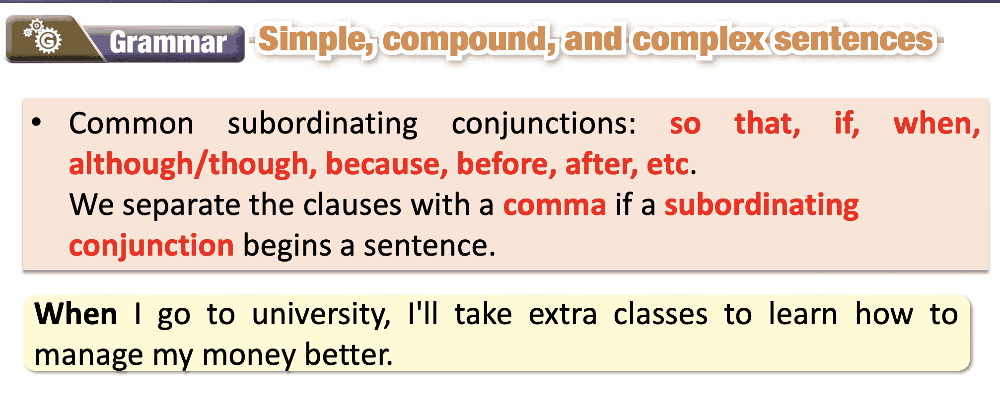 G Grammar Simple, compound, and complex sentences
• Common subordinating conjunctions: so that, if, when,
although/though, because, before, after, etc.
We separate the clauses with a comma if a subordinating
conjunction begins a sentence.
When I go to university, I'll take extra classes to learn how to
manage my money better.